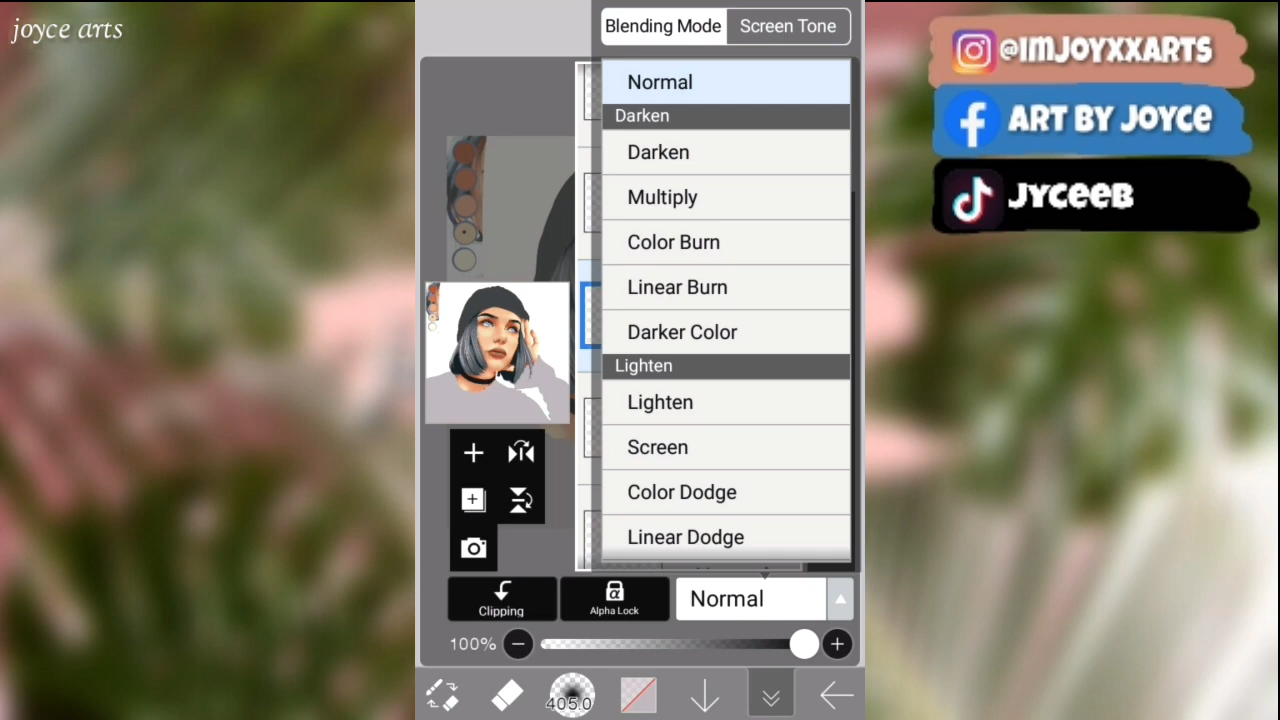 joyce arts
Blending Mode
Screen Tone
Normal
Darken
Darken
Multiply
Color Burn
Linear Burn
Darker Color
Lighten
Lighten
Screen
Color Dodge
Linear Dodge
Clipping
α
Alpha Lock
Normal
100%
405.0
@IMJOYXXARTS
ART BY JOYCE
JYCEEB